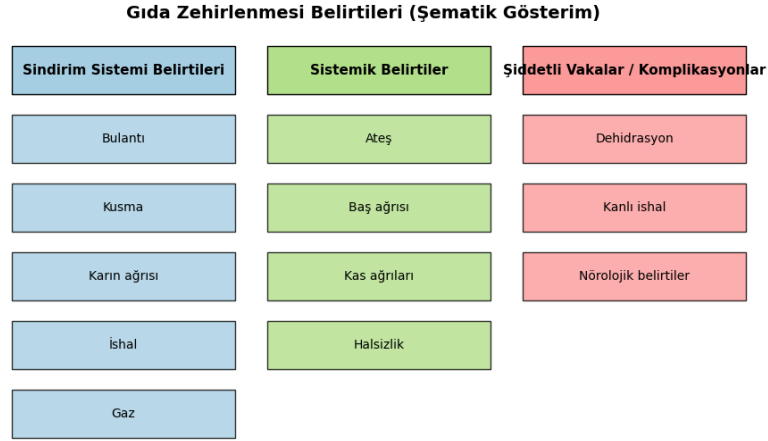 Gıda Zehirlenmesi Belirtileri (Şematik Gösterim)
Sindirim Sistemi Belirtileri
Bulantı
Kusma
Karın ağrısı
İshal
Gaz
Sistemik Belirtiler
Ateş
Baş ağrısı
Kas ağrıları
Halsizlik
Şiddetli Vakalar / Komplikasyonlar
Dehidrasyon
Kanlı ishal
Nörolojik belirtiler